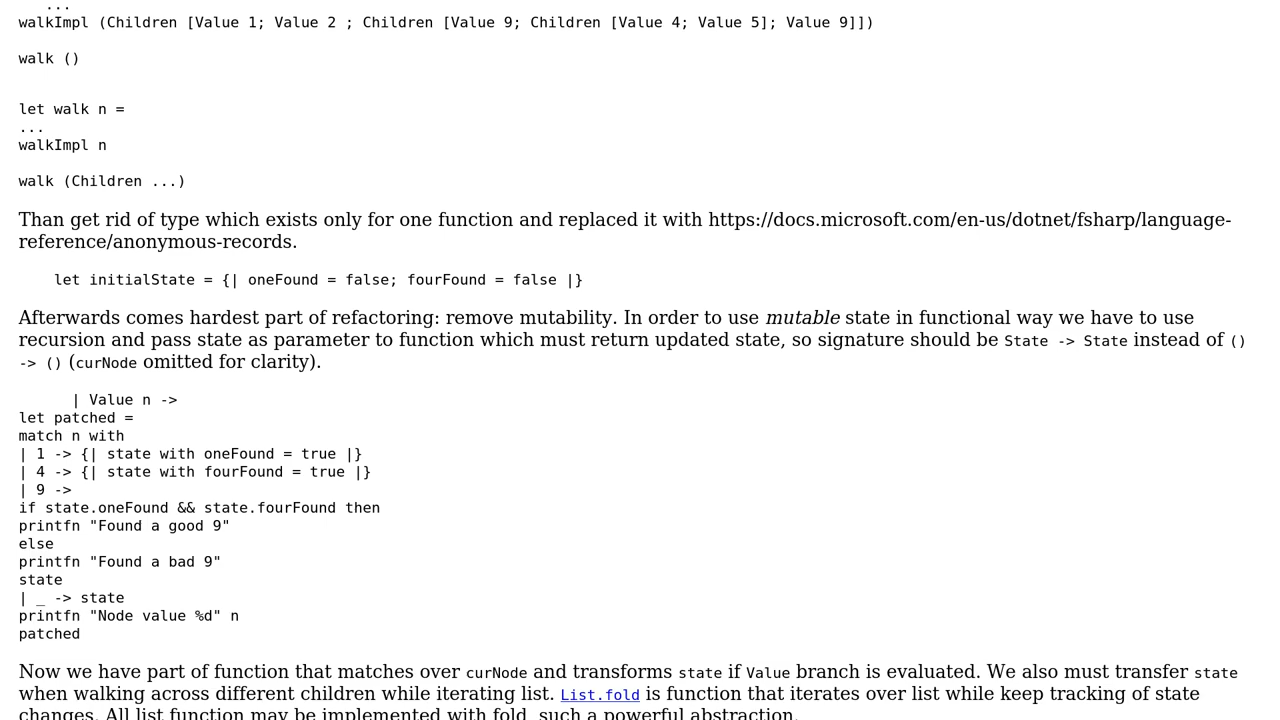 ...
walkImpl (Children [Value 1; Value 2 ; Children [Value 9; Children [Value 4; Value 5]; Value 9]])
walk ()
let walk n =
...
walkImpl n
walk (Children ...)
Than get rid of type which exists only for one function and replaced it with https://docs.microsoft.com/en-us/dotnet/fsharp/language-
reference/anonymous-records.
let initialState = {| oneFound = false; fourFound = false |}
Afterwards comes hardest part of refactoring: remove mutability. In order to use mutable state in functional way we have to use
recursion and pass state as parameter to function which must return updated state, so signature should be State -> State instead of ()
-> () (curNode omitted for clarity).
| Value n ->
let patched =
match n with
| 1 -> {| state with oneFound = true |}
| 4 -> {| state with fourFound = true |}
| 9 ->
if state.oneFound && state.fourFound then
printfn "Found a good 9"
else
printfn "Found a bad 9"
state
| _ -> state
printfn "Node value %d" n
patched
Now we have part of function that matches over curNode and transforms state if Value branch is evaluated. We also must transfer state
when walking across different children while iterating list. List.fold is function that iterates over list while keep tracking of state
changes. All list function may be implemented with fold, such a powerful abstraction.